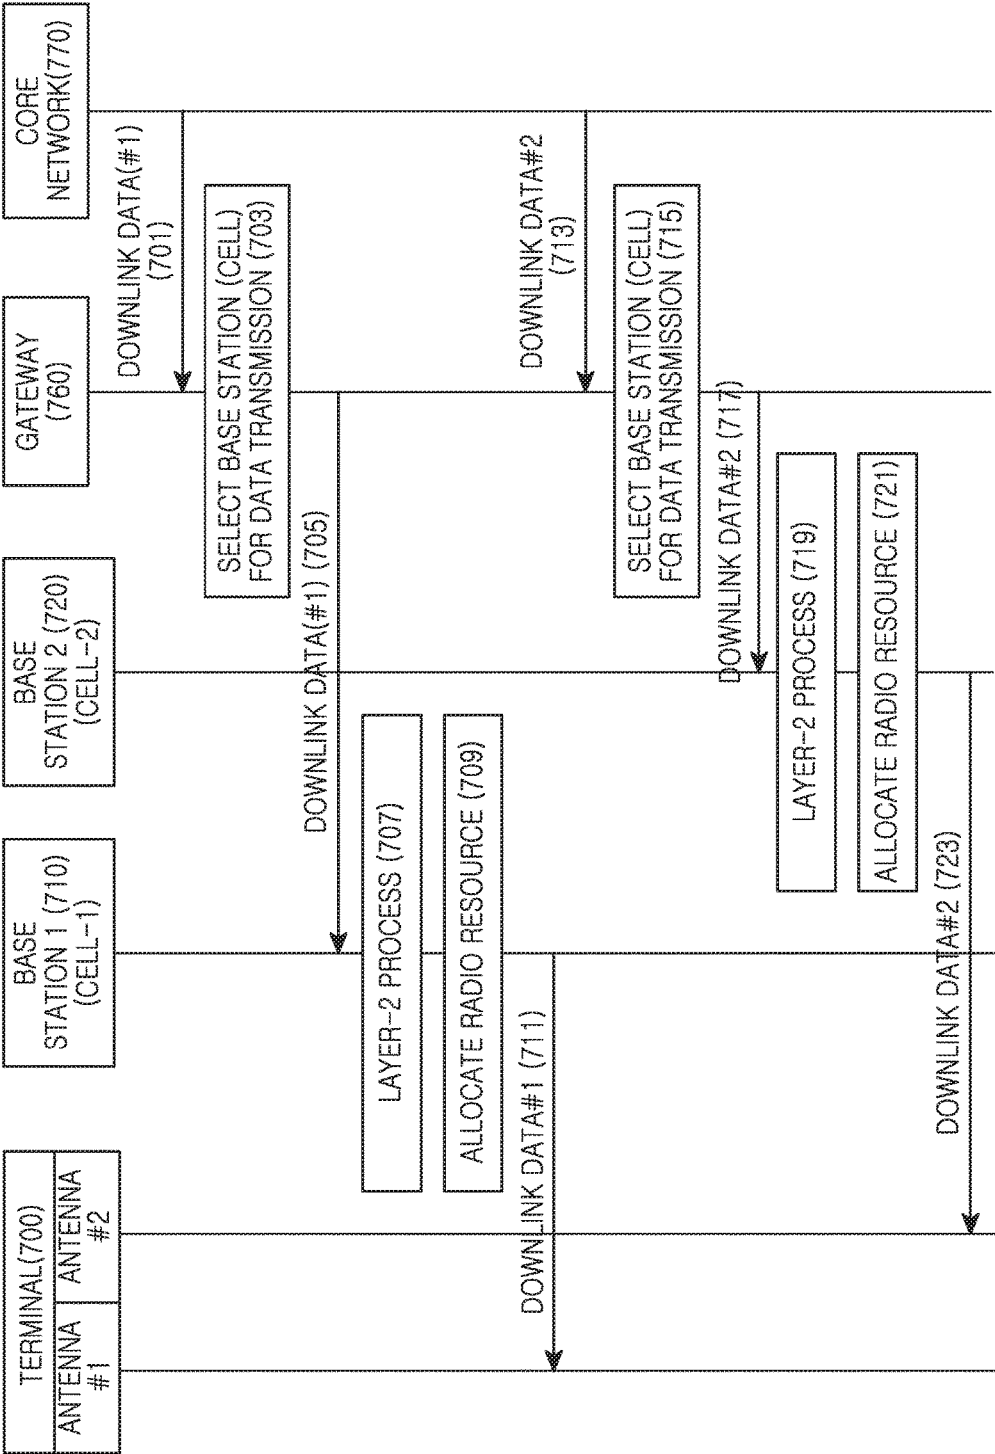 TERMINAL(700)
ANTENNA
#1
ANTENNA
#2
BASE
STATION 1 (710)
(CELL-1)
BASE
STATION 2 (720)
(CELL-2)
GATEWAY
(760)
CORE
NETWORK(770)
DOWNLINK DATA(#1)
(701)
SELECT BASE STATION (CELL)
FOR DATA TRANSMISSION (703)
DOWNLINK DATA(#1) (705)
LAYER-2 PROCESS (707)
ALLOCATE RADIO RESOURCE (709)
DOWNLINK DATA#1 (711)
DOWNLINK DATA#2
(713)
SELECT BASE STATION (CELL)
FOR DATA TRANSMISSION (715)
DOWNLINK DATA#2 (717)
LAYER-2 PROCESS (719)
ALLOCATE RADIO RESOURCE (721)
DOWNLINK DATA#2 (723)